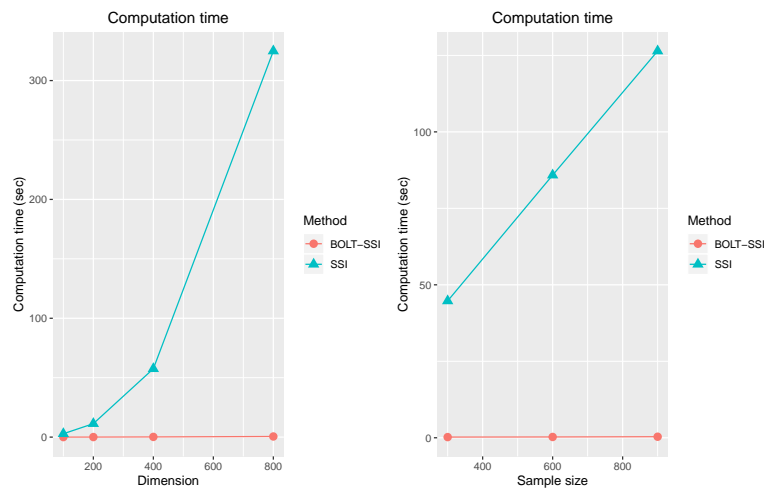 Computation time
Computation time (sec)
300
200
100
0
200
400
600
800
Dimension
Method
BOLT-SSI
SSI
Computation time
Computation time (sec)
100
50
0
400
600
800
Sample size
Method
BOLT-SSI
SSI